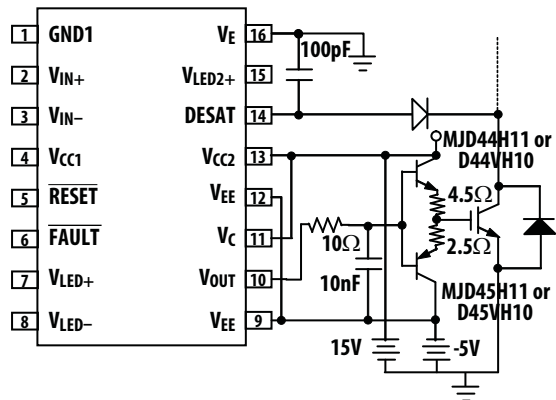 1 GND1
2 VIN+
3 VIN–
4 VCC1
5 RESET
6 FAULT
7 VLED+
8 VLED–
VE 16
VLED2+ 15
DESAT 14
VCC2 13
VEE 12
VC 11
VOUT 10
VEE 9
100pF
MJD44H11 or
D44VH10
4.5Ω
2.5Ω
10Ω
10nF
MJD45H11 or
D45VH10
15V
-5V